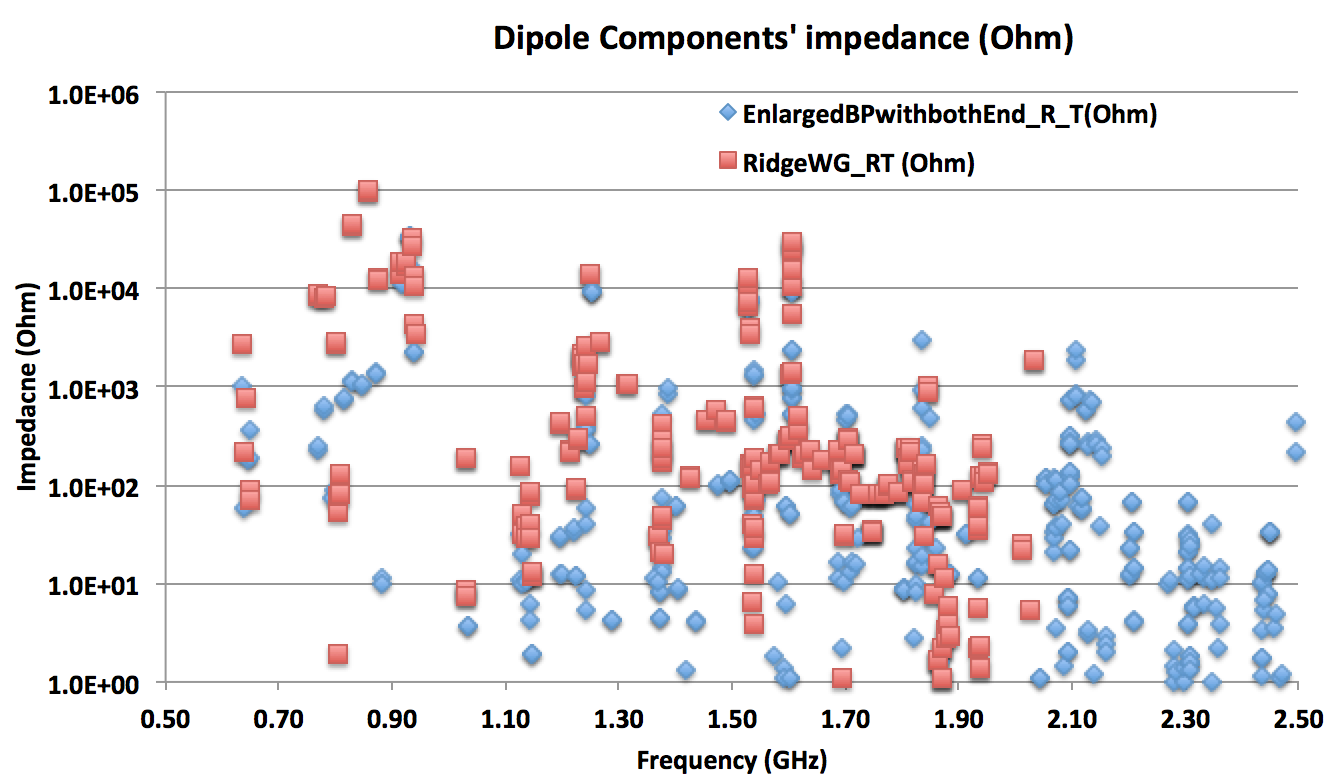 Dipole Components' impedance (Ohm)
1.0E+06
EnlargedBPwithbothEnd_R_T(Ohm)
RidgeWG_RT (Ohm)
1.0E+05
1.0E+04
1.0E+03
1.0E+02
1.0E+01
1.0E+00
Impedacne (Ohm)
0.50 0.70 0.90 1.10 1.30 1.50 1.70 1.90 2.10 2.30 2.50
Frequency (GHz)